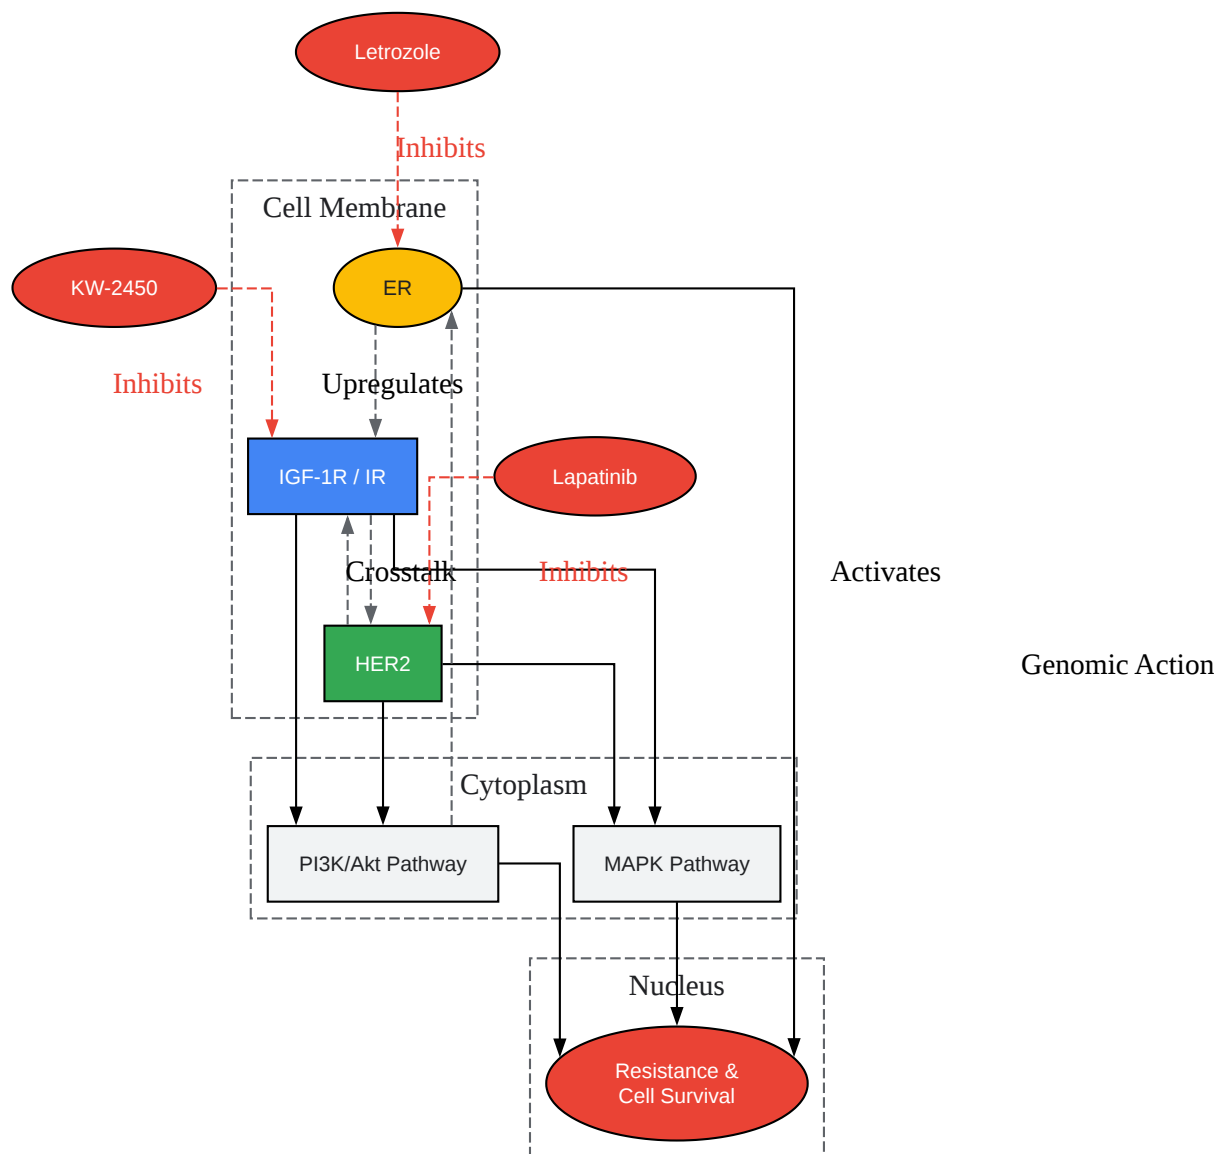 Letrozole
Inhibits
Cell Membrane
KW-2450
ER
Inhibits
Upregulates
IGF-1R / IR
Lapatinib
Crosstalk
Inhibits
Activates
HER2
Genomic Action
Cytoplasm
PI3K/Akt Pathway
MAPK Pathway
Nucleus
Resistance &
Cell Survival